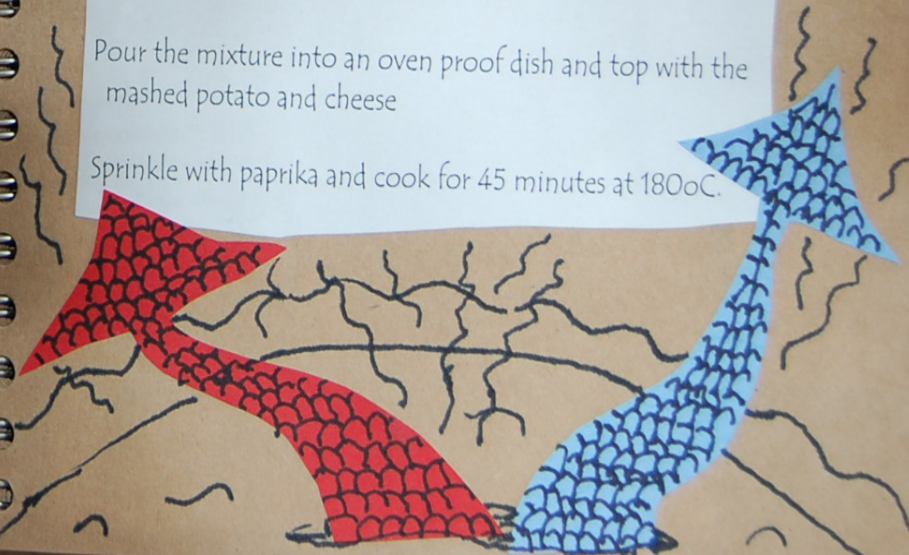 Pour the mixture into an oven proof dish and top with the
mashed potato and cheese
Sprinkle with paprika and cook for 45 minutes at 180oC.